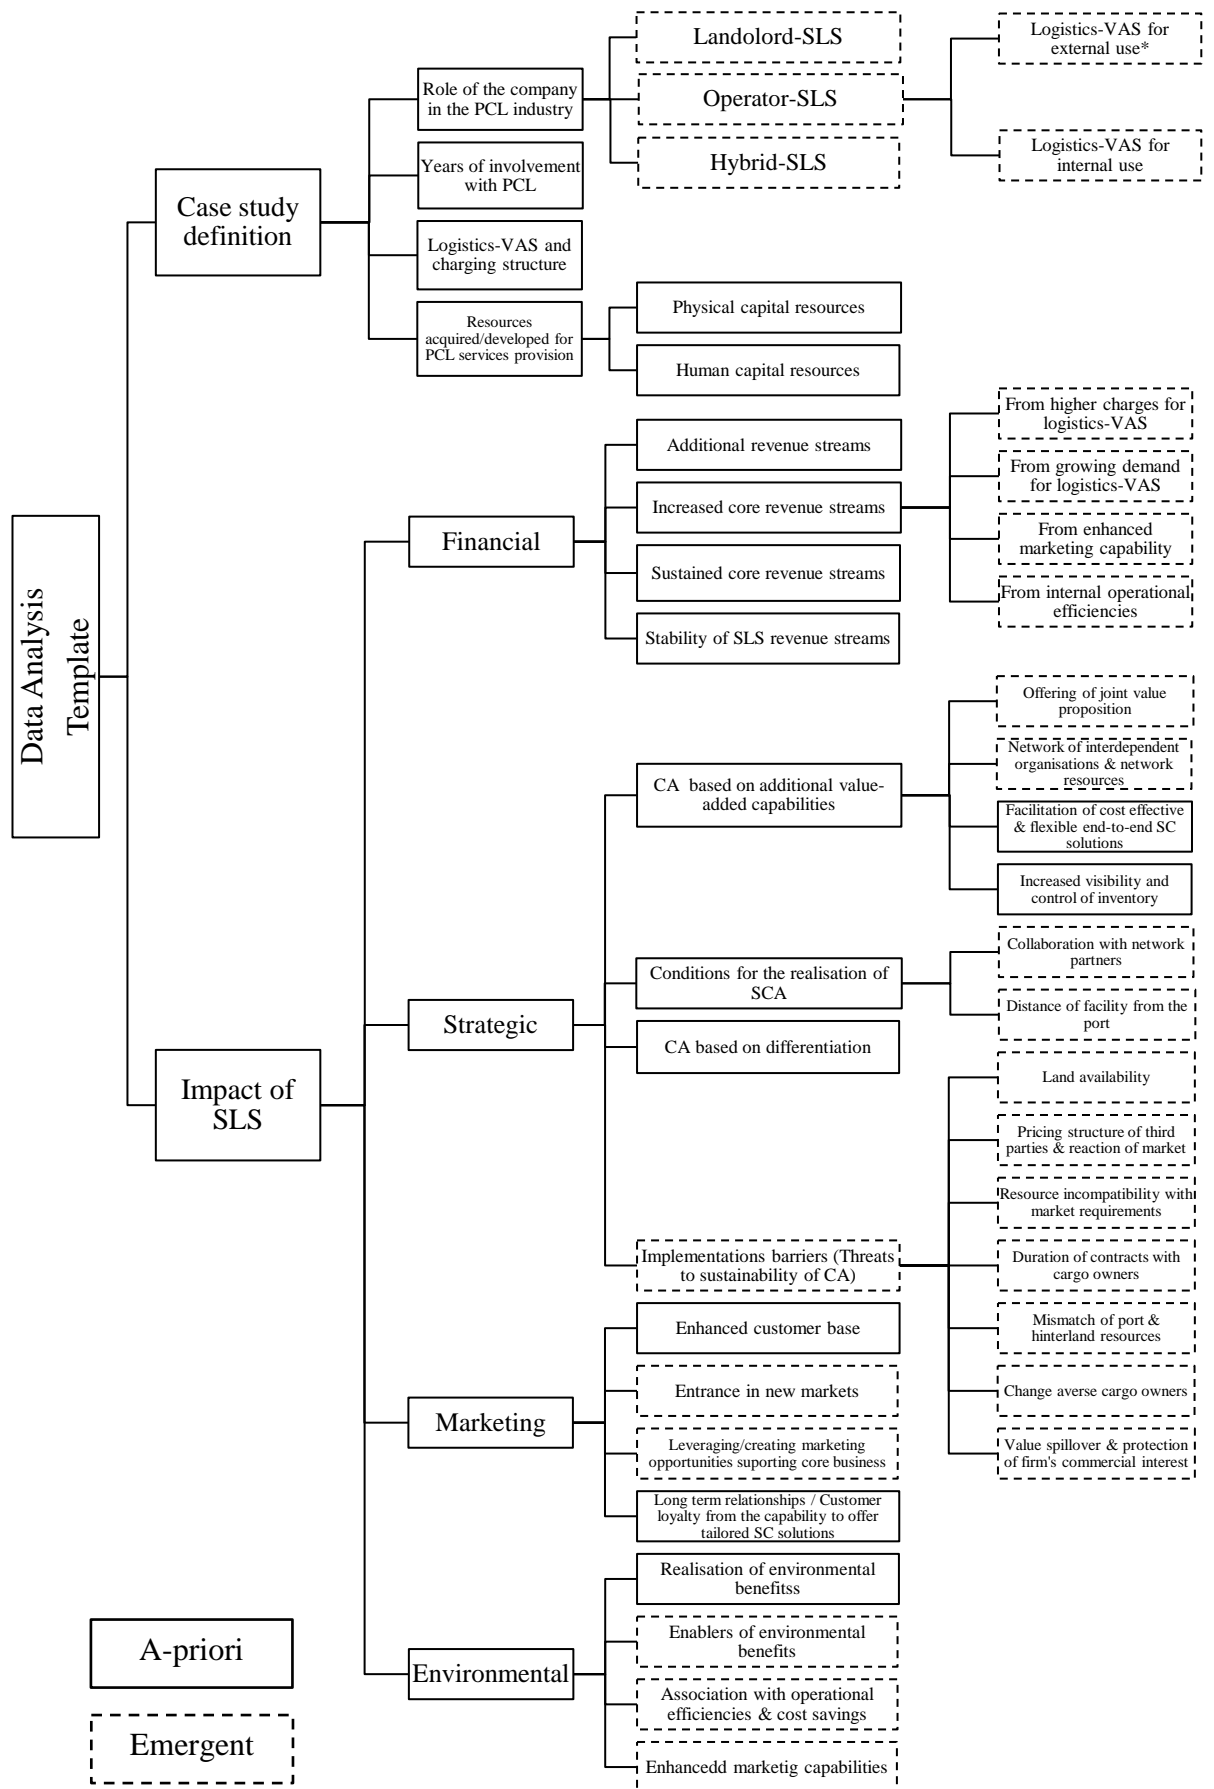 Data Analysis
Template
Case study
definition
Impact of
SLS
Role of the company
in the PCL industry
Years of involvement
with PCL
Logistics-VAS and
charging structure
Resources
acquired/developed for
PCL services provision
Landolord-SLS
Operator-SLS
Hybrid-SLS
Logistics-VAS for
external use*
Logistics-VAS for
internal use
Physical capital resources
Human capital resources
Financial
Additional revenue streams
Increased core revenue streams
Sustained core revenue streams
Stability of SLS revenue streams
From higher charges for
logistics-VAS
From growing demand
for logistics-VAS
From enhanced
marketing capability
From internal operational
efficiencies
Strategic
CA based on additional value-
added capabilities
Offering of joint value
proposition
Network of interdependent
organisations & network
resources
Facilitation of cost effective
& flexible end-to-end SC
solutions
Increased visibility and
control of inventory
Conditions for the realisation of
SCA
Collaboration with network
partners
Distance of facility from the
port
CA based on differentiation
Implementations barriers (Threats
to sustainability of CA)
Land availability
Pricing structure of third
parties & reaction of market
Resource incompatibility with
market requirements
Duration of contracts with
cargo owners
Mismatch of port &
hinterland resources
Change averse cargo owners
Value spillover & protection
of firm's commercial interest
Marketing
Enhanced customer base
Entrance in new markets
Leveraging/creating marketing
opportunities suporting core business
Long term relationships / Customer
loyalty from the capability to offer
tailored SC solutions
Environmental
Realisation of environmental
benefitss
Enablers of environmental
benefits
Association with operational
efficiencies & cost savings
Enhancedd marketig capabilities
A-priori
Emergent